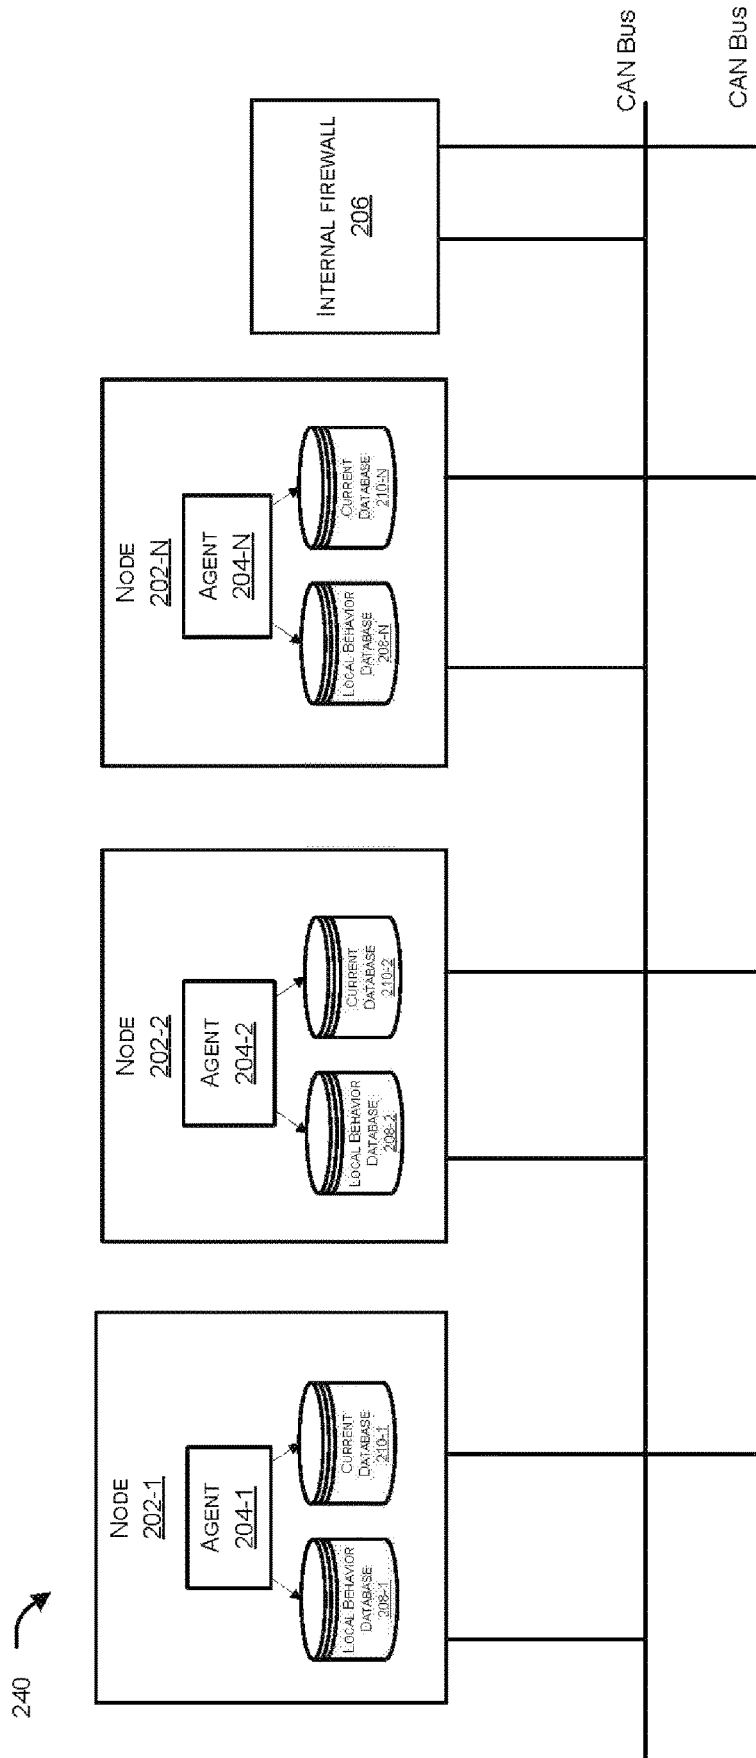 240
NODE
202-1
AGENT
204-1
LOCAL BEHAVIOR
DATABASE
208-1
CURRENT
DATABASE
210-1
NODE
202-2
AGENT
204-2
LOCAL BEHAVIOR
DATABASE
208-2
CURRENT
DATABASE
210-2
NODE
202-N
AGENT
204-N
LOCAL BEHAVIOR
DATABASE
208-N
CURRENT
DATABASE
210-N
INTERNAL FIREWALL
206
CAN Bus
CAN Bus